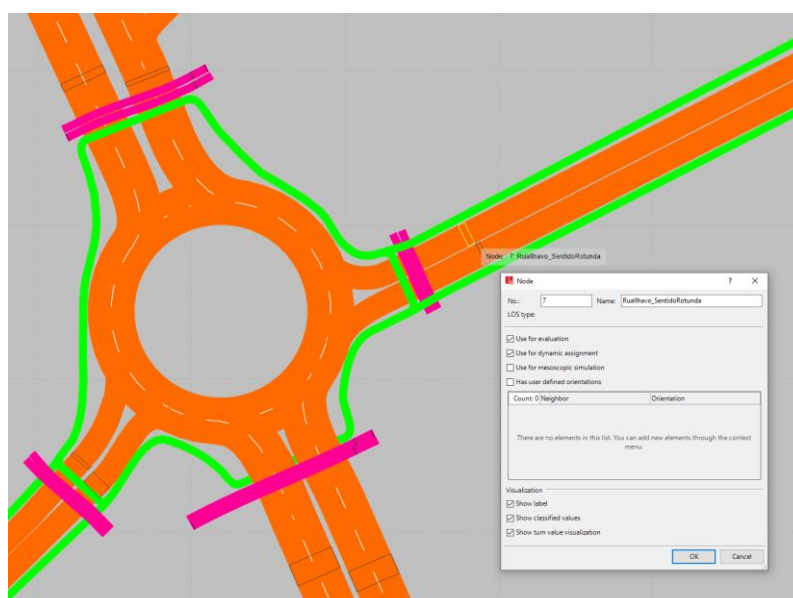 Node: 7: RuaIlhavo_SentidoRotunda
Node
? X
No.: 7 Name: RuaIlhavo_SentidoRotunda
LOS type:
Use for evaluation
Use for dynamic assignment
Use for mesoscopic simulation
Has user defined orientations
Count: 0 Neighbor Orientation
There are no elements in this list. You can add new elements through the context
menu.
Visualization
Show label
Show classified values
Show turn value visualization
OK Cancel